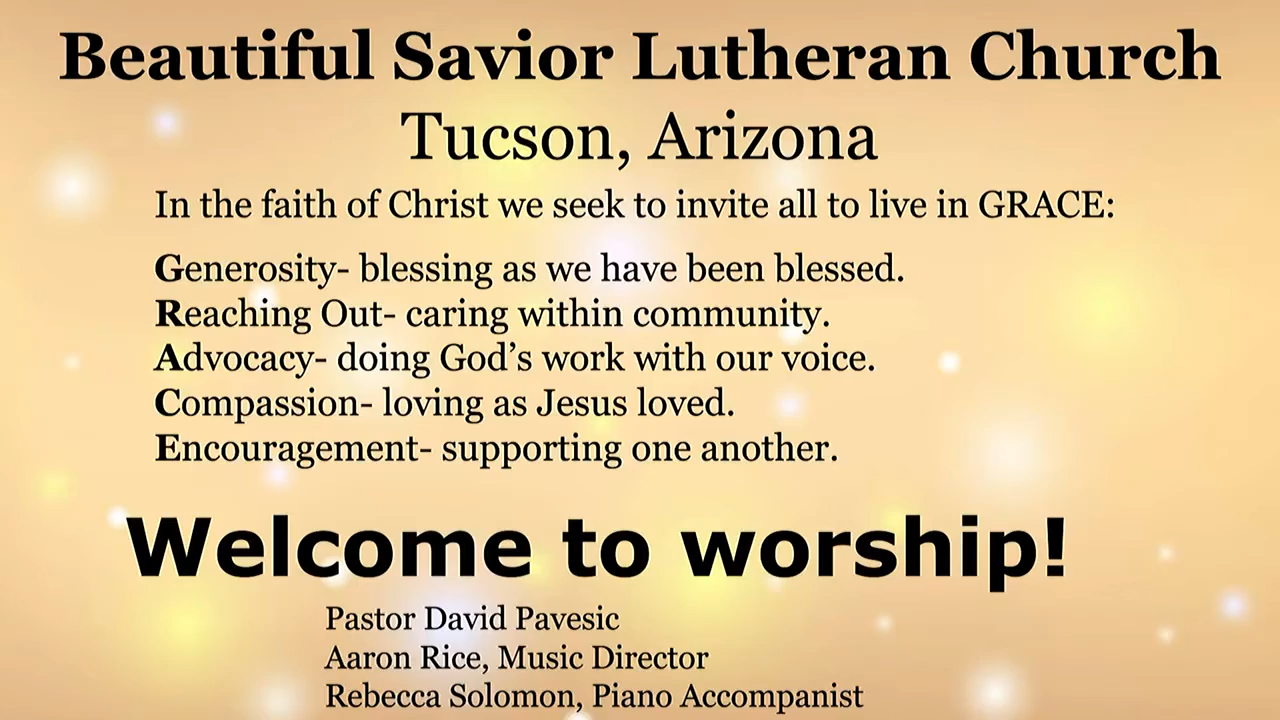 Beautiful Savior Lutheran Church
Tucson, Arizona
In the faith of Christ we seek to invite all to live in GRACE:
Generosity- blessing as we have been blessed.
Reaching Out- caring within community.
Advocacy- doing God’s work with our voice.
Compassion- loving as Jesus loved.
Encouragement- supporting one another.
Welcome to worship!
Pastor David Pavesic
Aaron Rice, Music Director
Rebecca Solomon, Piano Accompanist